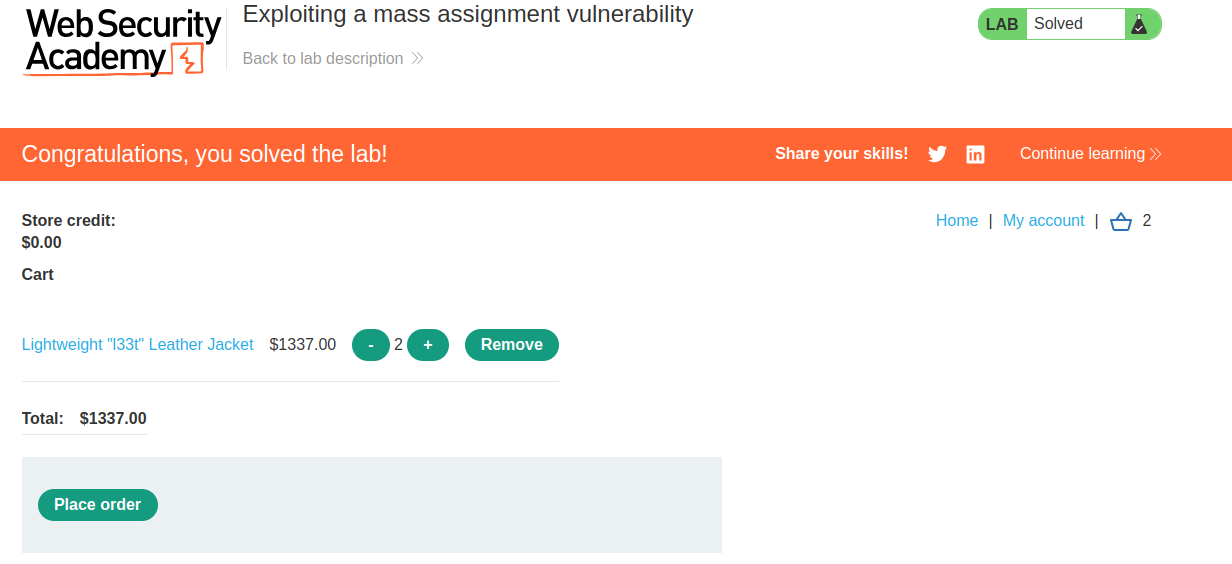 Web Security
Academy
Exploiting a mass assignment vulnerability
Back to lab description
LAB Solved
Congratulations, you solved the lab!
Share your skills! Continue learning
Store credit:
$0.00
Home | My account | 2
Cart
Lightweight "l33t" Leather Jacket $1337.00 - 2 + Remove
Total: $1337.00
Place order